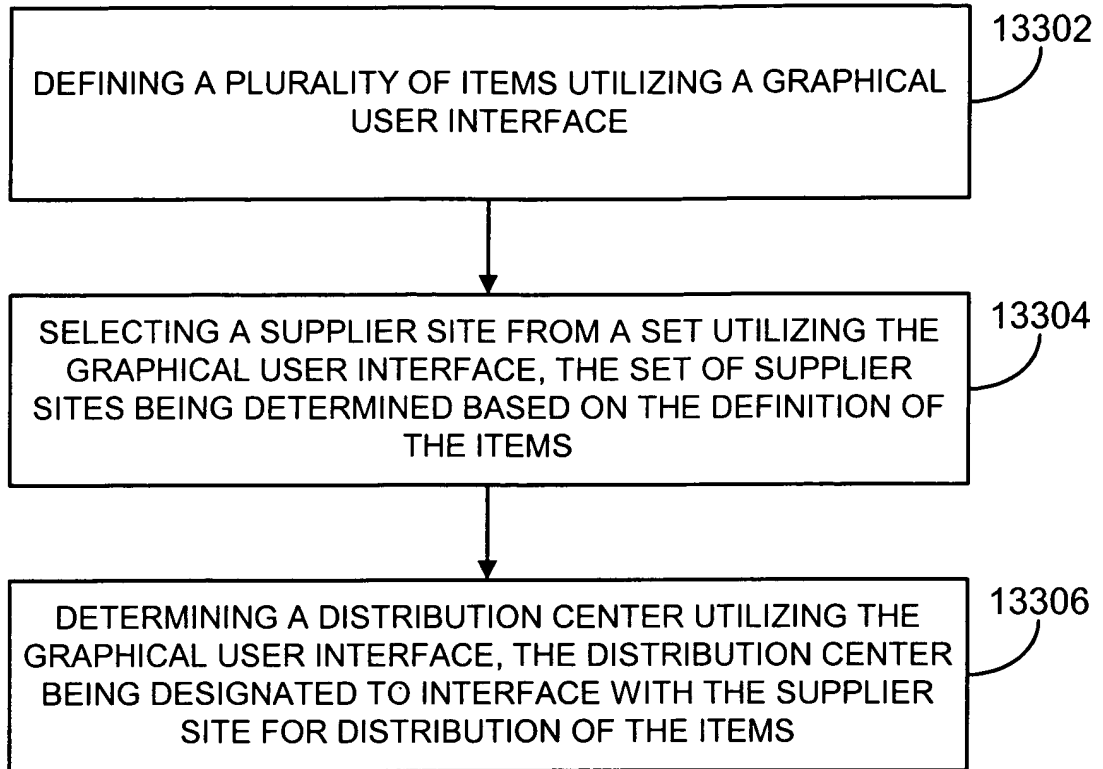 13302
DEFINING A PLURALITY OF ITEMS UTILIZING A GRAPHICAL
USER INTERFACE
13304
SELECTING A SUPPLIER SITE FROM A SET UTILIZING THE
GRAPHICAL USER INTERFACE, THE SET OF SUPPLIER
SITES BEING DETERMINED BASED ON THE DEFINITION OF
THE ITEMS
13306
DETERMINING A DISTRIBUTION CENTER UTILIZING THE
GRAPHICAL USER INTERFACE, THE DISTRIBUTION CENTER
BEING DESIGNATED TO INTERFACE WITH THE SUPPLIER
SITE FOR DISTRIBUTION OF THE ITEMS